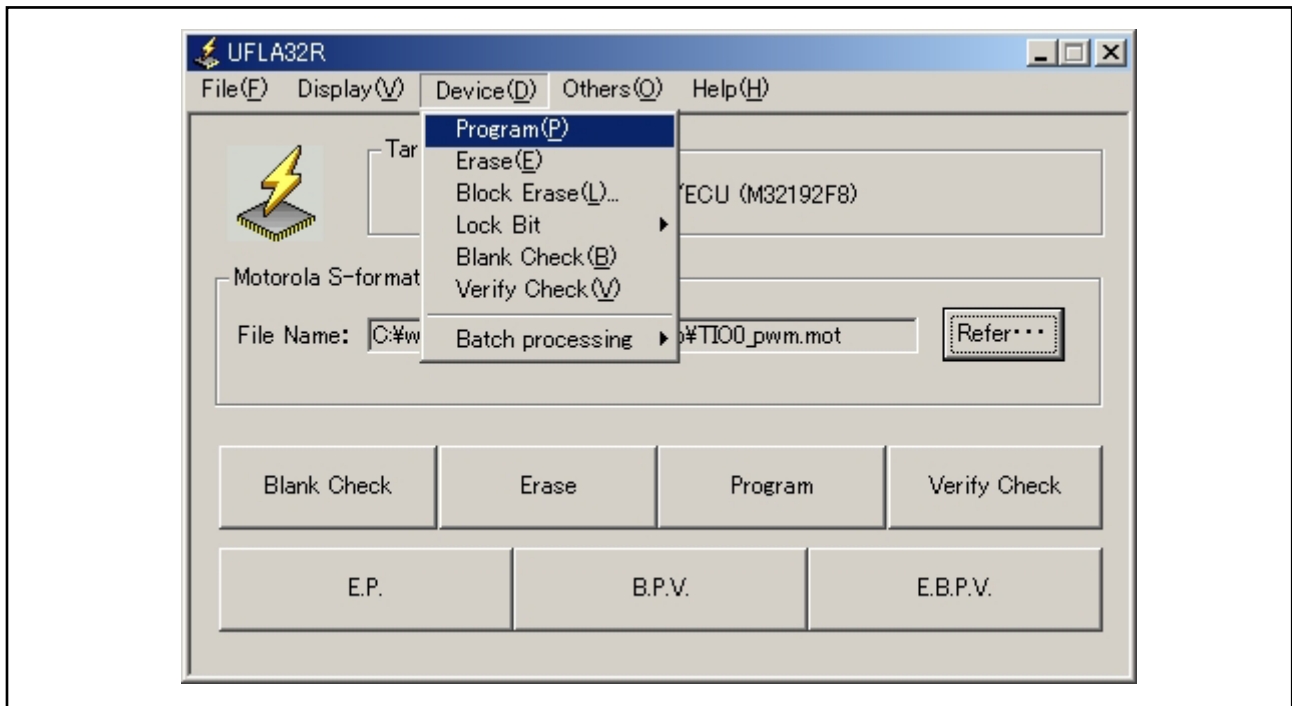 UFLA32R
File(F) Display(V) Device(D) Others(O) Help(H)
Program(P)
Erase(E)
Block Erase(L)...
Lock Bit
Blank Check(B)
Verify Check(V)
Batch processing
Tar
ECU (M32192F8)
Motorola S-format
File Name: C:¥w ¥TIO0_pwm.mot Refer･･･
Blank Check Erase Program Verify Check
E.P. B.P.V. E.B.P.V.